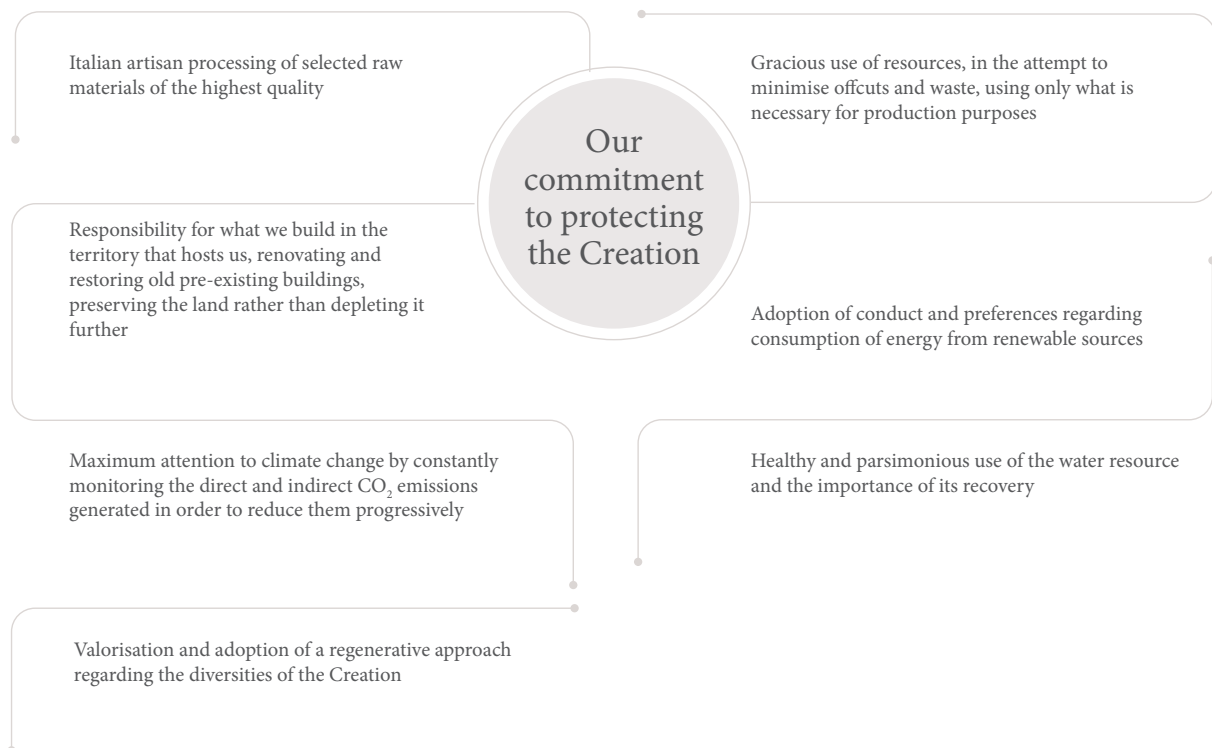 Our
commitment
to protecting
the Creation
Italian artisan processing of selected raw
materials of the highest quality
Responsibility for what we build in the
territory that hosts us, renovating and
restoring old pre-existing buildings,
preserving the land rather than depleting it
further
Maximum attention to climate change by constantly
monitoring the direct and indirect CO₂ emissions
generated in order to reduce them progressively
Valorisation and adoption of a regenerative approach
regarding the diversities of the Creation
Gracious use of resources, in the attempt to
minimise offcuts and waste, using only what is
necessary for production purposes
Adoption of conduct and preferences regarding
consumption of energy from renewable sources
Healthy and parsimonious use of the water resource
and the importance of its recovery